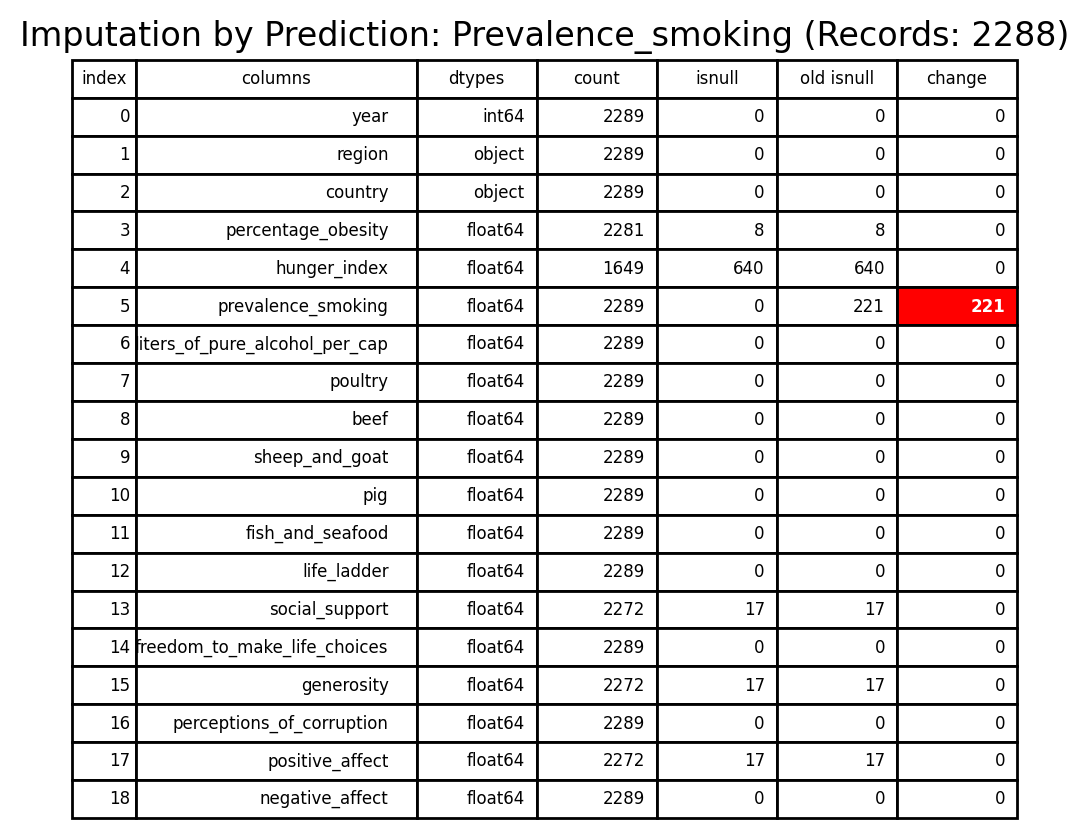 Imputation by Prediction: Prevalence_smoking (Records: 2288)
index columns dtypes count isnull old isnull change
0 year int64 2289 0 0 0
1 region object 2289 0 0 0
2 country object 2289 0 0 0
3 percentage_obesity float64 2281 8 8 0
4 hunger_index float64 1649 640 640 0
5 prevalence_smoking float64 2289 0 221 221
6 iters_of_pure_alcohol_per_cap float64 2289 0 0 0
7 poultry float64 2289 0 0 0
8 beef float64 2289 0 0 0
9 sheep_and_goat float64 2289 0 0 0
10 pig float64 2289 0 0 0
11 fish_and_seafood float64 2289 0 0 0
12 life_ladder float64 2289 0 0 0
13 social_support float64 2272 17 17 0
14 freedom_to_make_life_choices float64 2289 0 0 0
15 generosity float64 2272 17 17 0
16 perceptions_of_corruption float64 2289 0 0 0
17 positive_affect float64 2272 17 17 0
18 negative_affect float64 2289 0 0 0